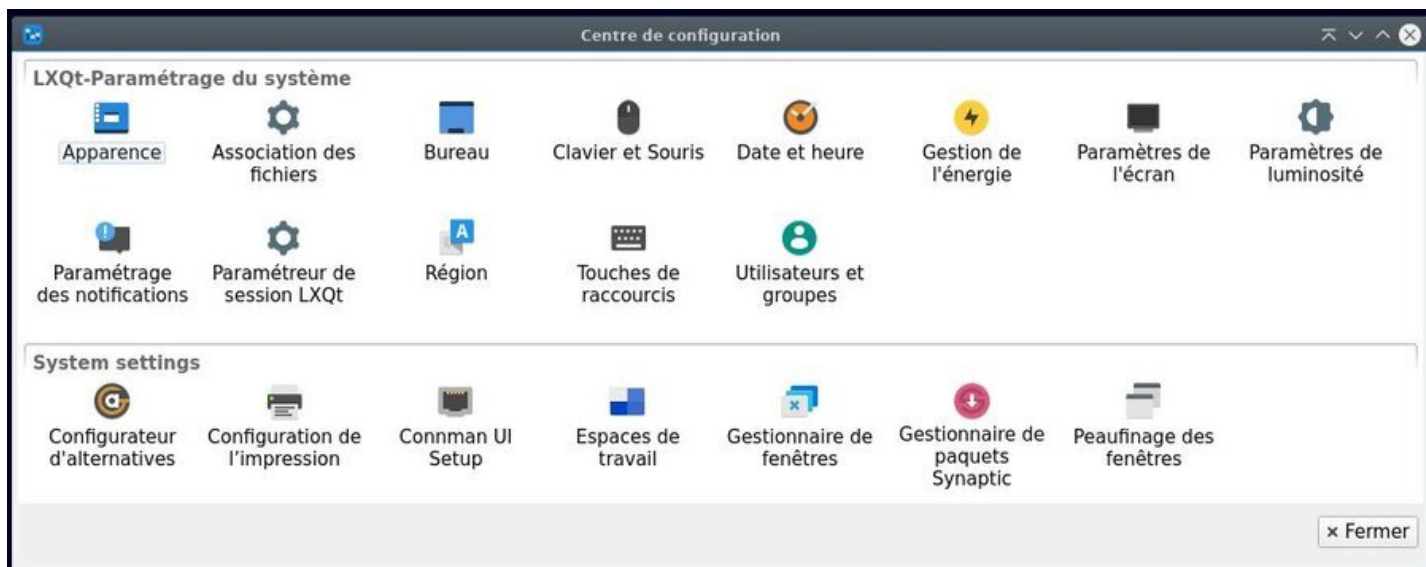 Centre de configuration
LXQt-Paramétrage du système
Apparence
Association des
fichiers
Bureau
Clavier et Souris
Date et heure
Gestion de
l'énergie
Paramètres de
l'écran
Paramètres de
luminosité
Paramétrage
des notifications
Paramétreur de
session LXQt
A
Région
Touches de
raccourcis
Utilisateurs et
groupes
System settings
Configurateur
d'alternatives
Configuration de
l’impression
Connman UI
Setup
Espaces de
travail
Gestionnaire de
fenêtres
Gestionnaire de
paquets
Synaptic
Peaufinage des
fenêtres
Fermer